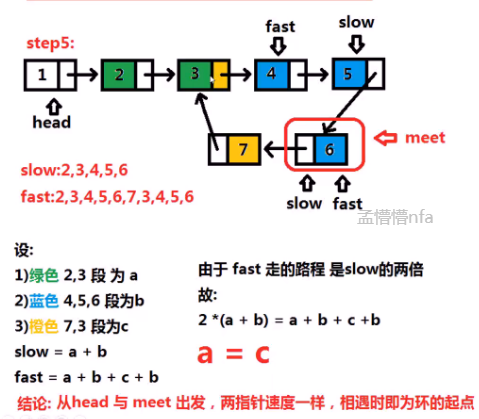 step5:
fast
slow
1
2
3
4
5
head
7
6
meet
slow:2,3,4,5,6
fast:2,3,4,5,6,7,3,4,5,6
slow
fast
孟懵懵nfa
设:
1)绿色 2,3 段 为 a
2)蓝色 4,5,6 段为b
3)橙色 7,3 段为c
slow = a + b
fast = a + b + c + b
由于 fast 走的路程 是slow的两倍
故:
2 *(a + b) = a + b + c +b
a = c
结论: 从head 与 meet 出发，两指针速度一样，相遇时即为环的起点